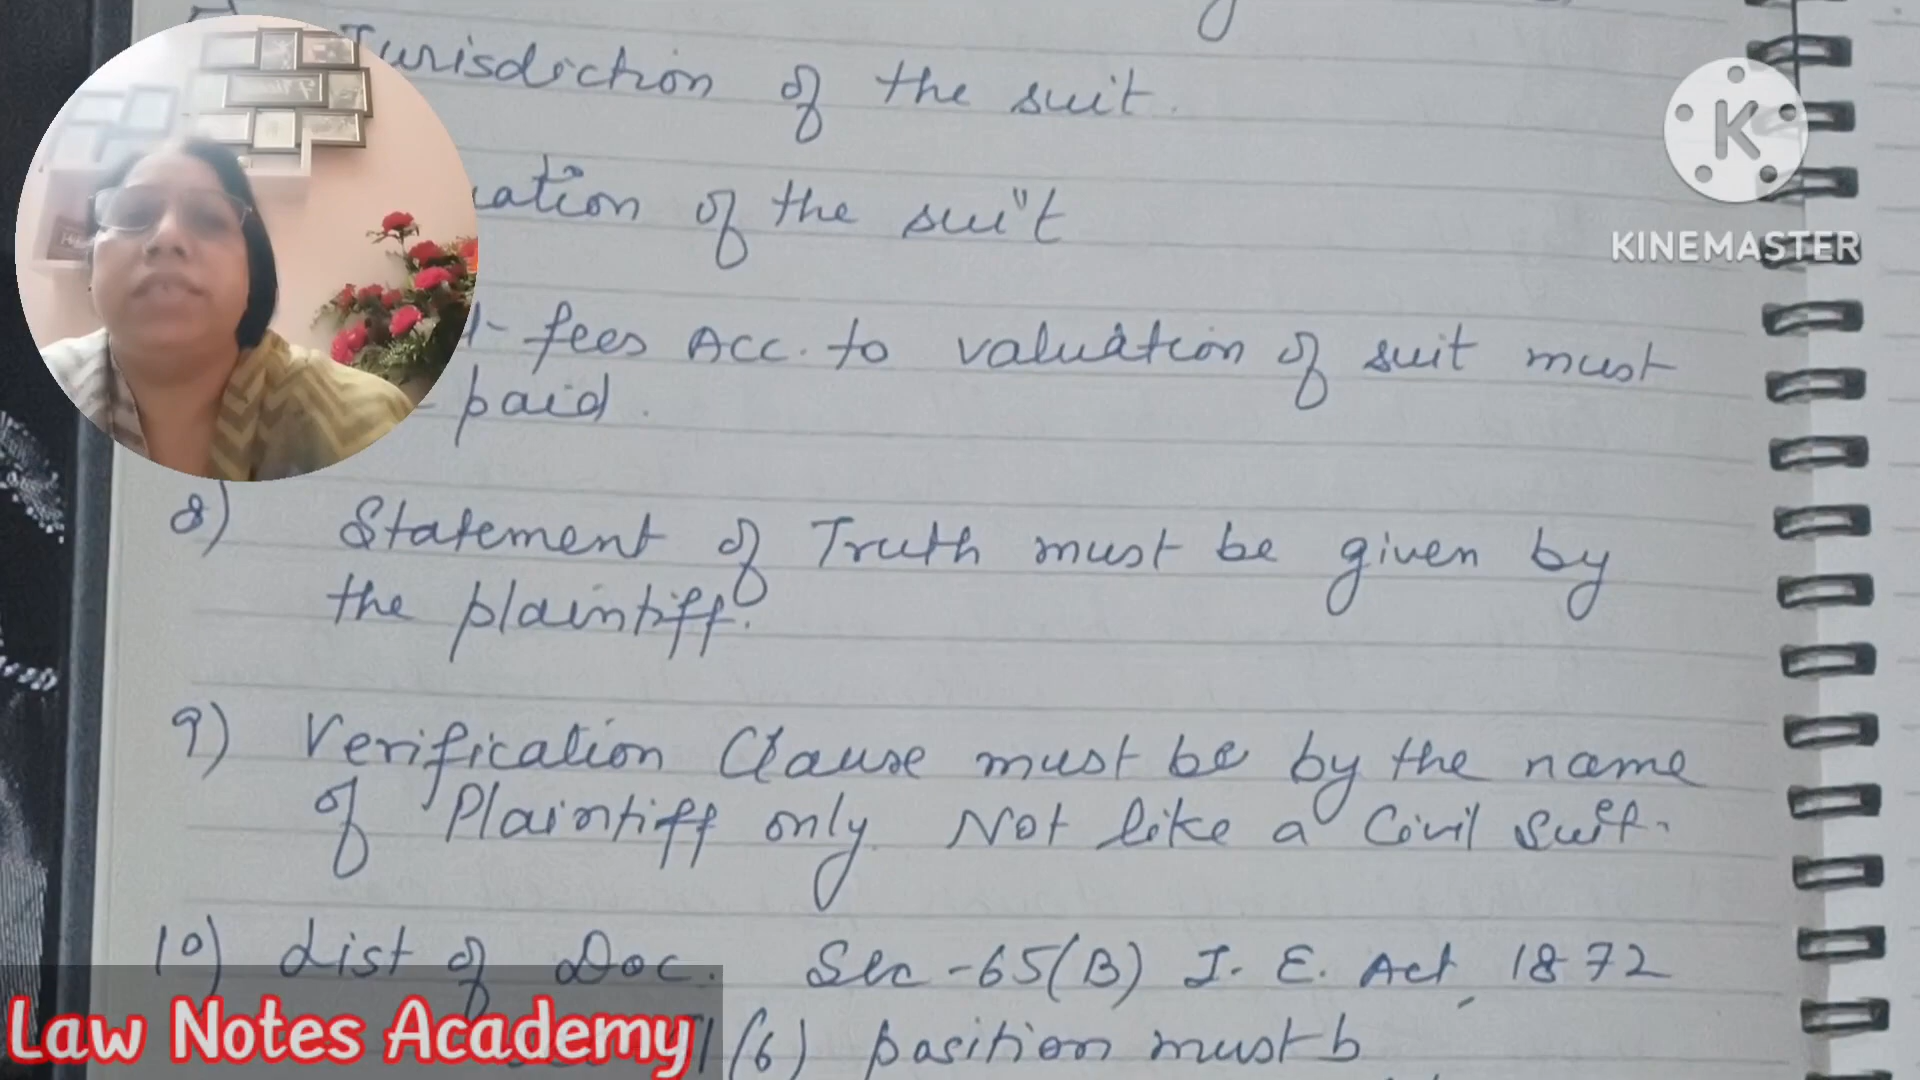 Jurisdiction of the suit.
of the suit
fees Acc. to valuation of suit must
paid.
8) Statement of Truth must be given by
the plaintiff.
9) Verification Clause must be by the name
of Plaintiff only. Not like a Civil Suit.
10) List of Doc. Sec-65(B) I. E. Act, 1872
(6) position must b
KINEMASTER
Law Notes Academy